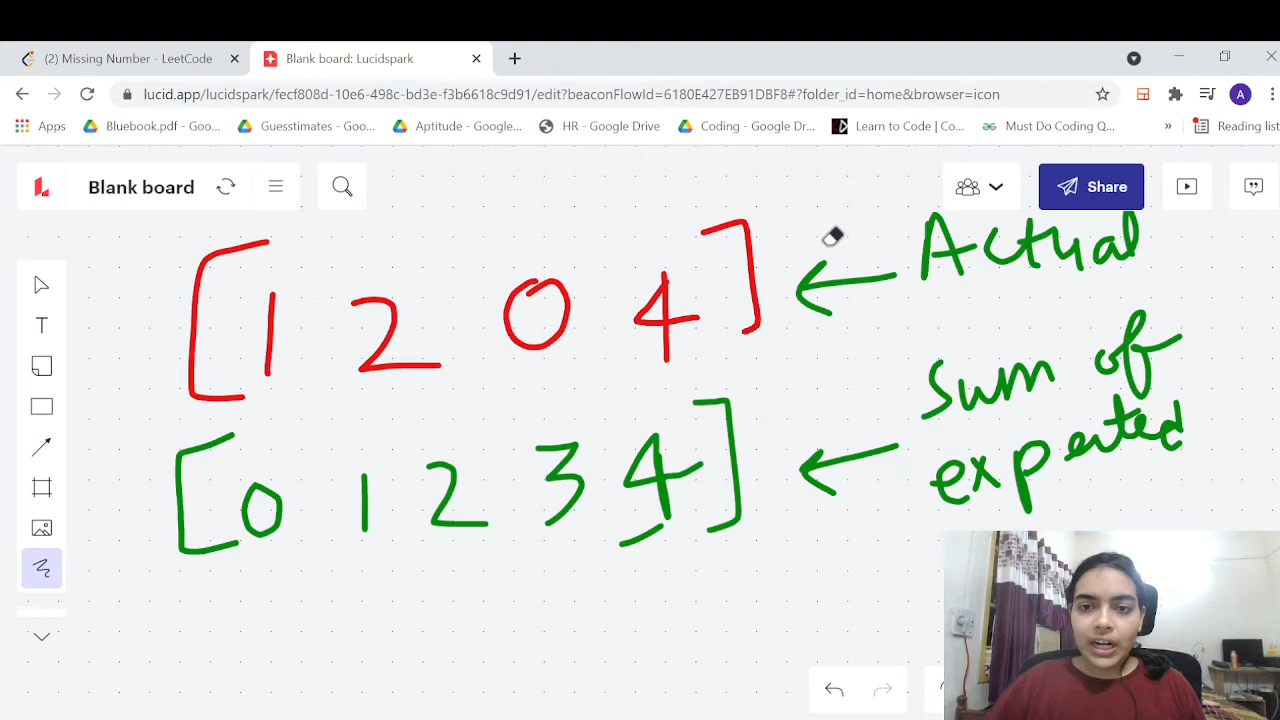 (2) Missing Number - LeetCode
Blank board: Lucidspark
lucid.app/lucidspark/fecf808d-10e6-498c-bd3e-f3b6618c9d91/edit?beaconFlowId=6180E427EB91DBF8#?folder_id=home&browser=icon
A
Apps
Bluebook.pdf - Goo...
Guesstimates - Goo...
Aptitude - Google...
HR - Google Drive
Coding - Google Dr...
Learn to Code | Co...
Must Do Coding Q...
»
Reading list
Blank board
Share
T
[1 2 0 4]
← Actual
Sum of
[0 1 2 3 4]
← expected